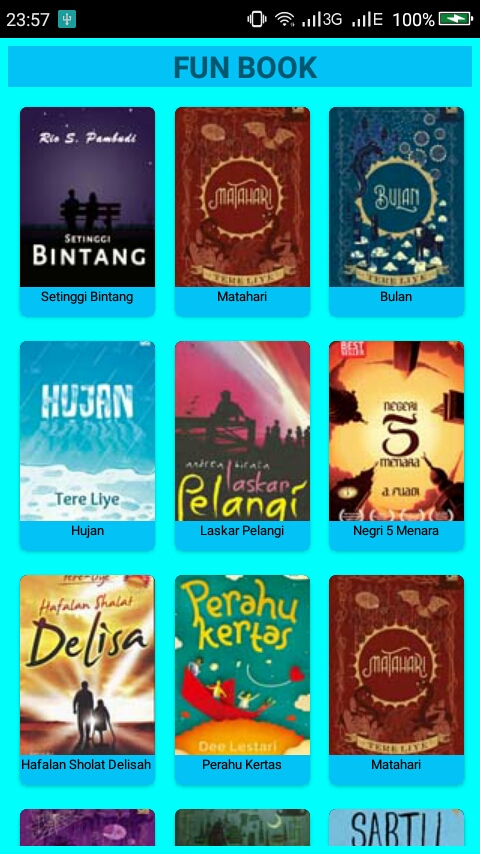 23:57 3G E 100%
FUN BOOK
Rio S. Pambudi
SETINGGI
BINTANG
Setinggi Bintang
MATAHARI
TERE LIYE
Matahari
BULAN
TERE LIYE
Bulan
HUJAN
Tere Liye
Hujan
andrea hirata
laskar
Pelangi
Laskar Pelangi
BEST
SELLER
NEGERI
5
MENARA
a. fuadi
Negri 5 Menara
Tere-Liye
Hafalan Shalat
Delisa
Hafalan Sholat Delisah
Perahu
kertas
Dee Lestari
Perahu Kertas
MATAHARI
TERE LIYE
Matahari
SABTU